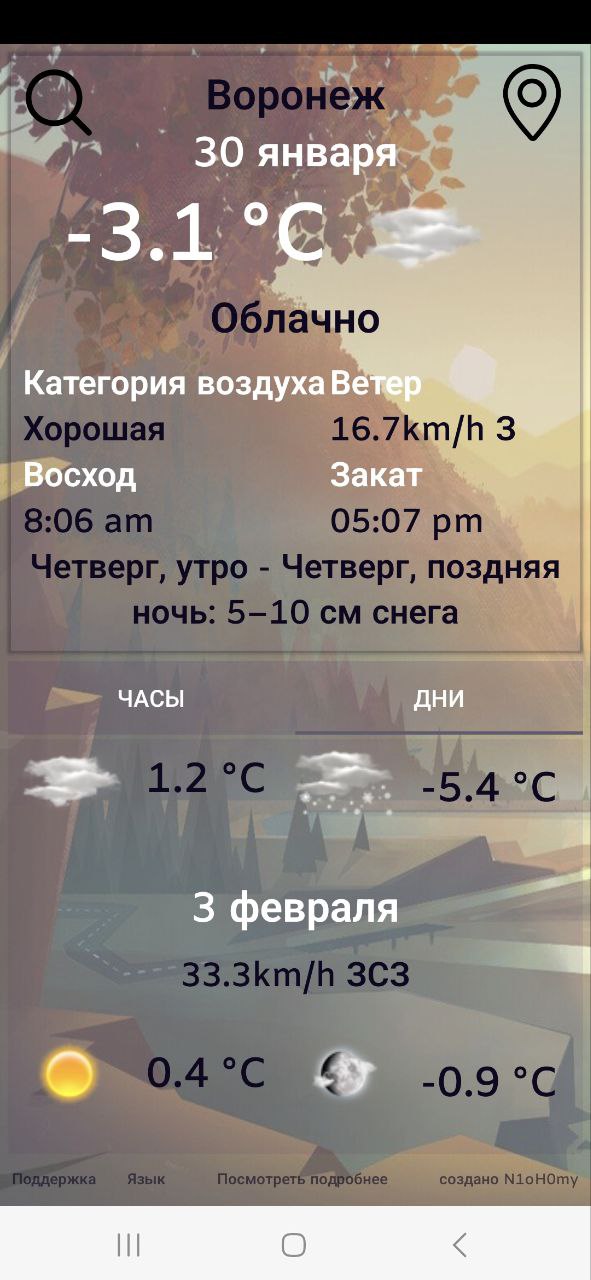 Воронеж
30 января
-3.1 °C
Облачно
Категория воздуха Ветер
Хорошая 16.7km/h З
Восход Закат
8:06 am 05:07 pm
Четверг, утро - Четверг, поздняя
ночь: 5–10 см снега
ЧАСЫ ДНИ
1.2 °C -5.4 °C
3 февраля
33.3km/h ЗСЗ
0.4 °C -0.9 °C
Поддержка Язык Посмотреть подробнее создано N1oH0my